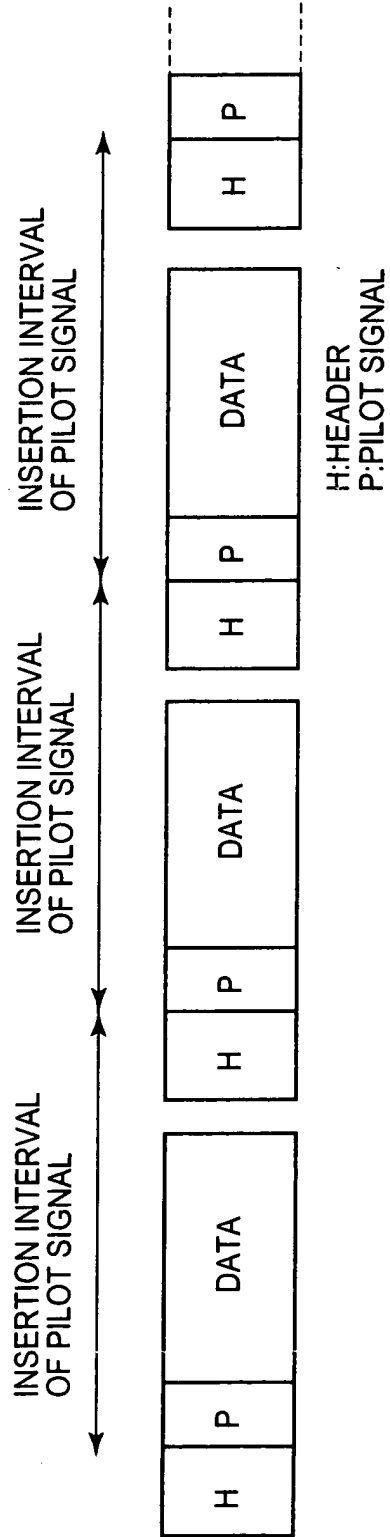 INSERTION INTERVAL
OF PILOT SIGNAL
INSERTION INTERVAL
OF PILOT SIGNAL
INSERTION INTERVAL
OF PILOT SIGNAL
H P DATA H P DATA H P DATA H P
H:HEADER
P:PILOT SIGNAL